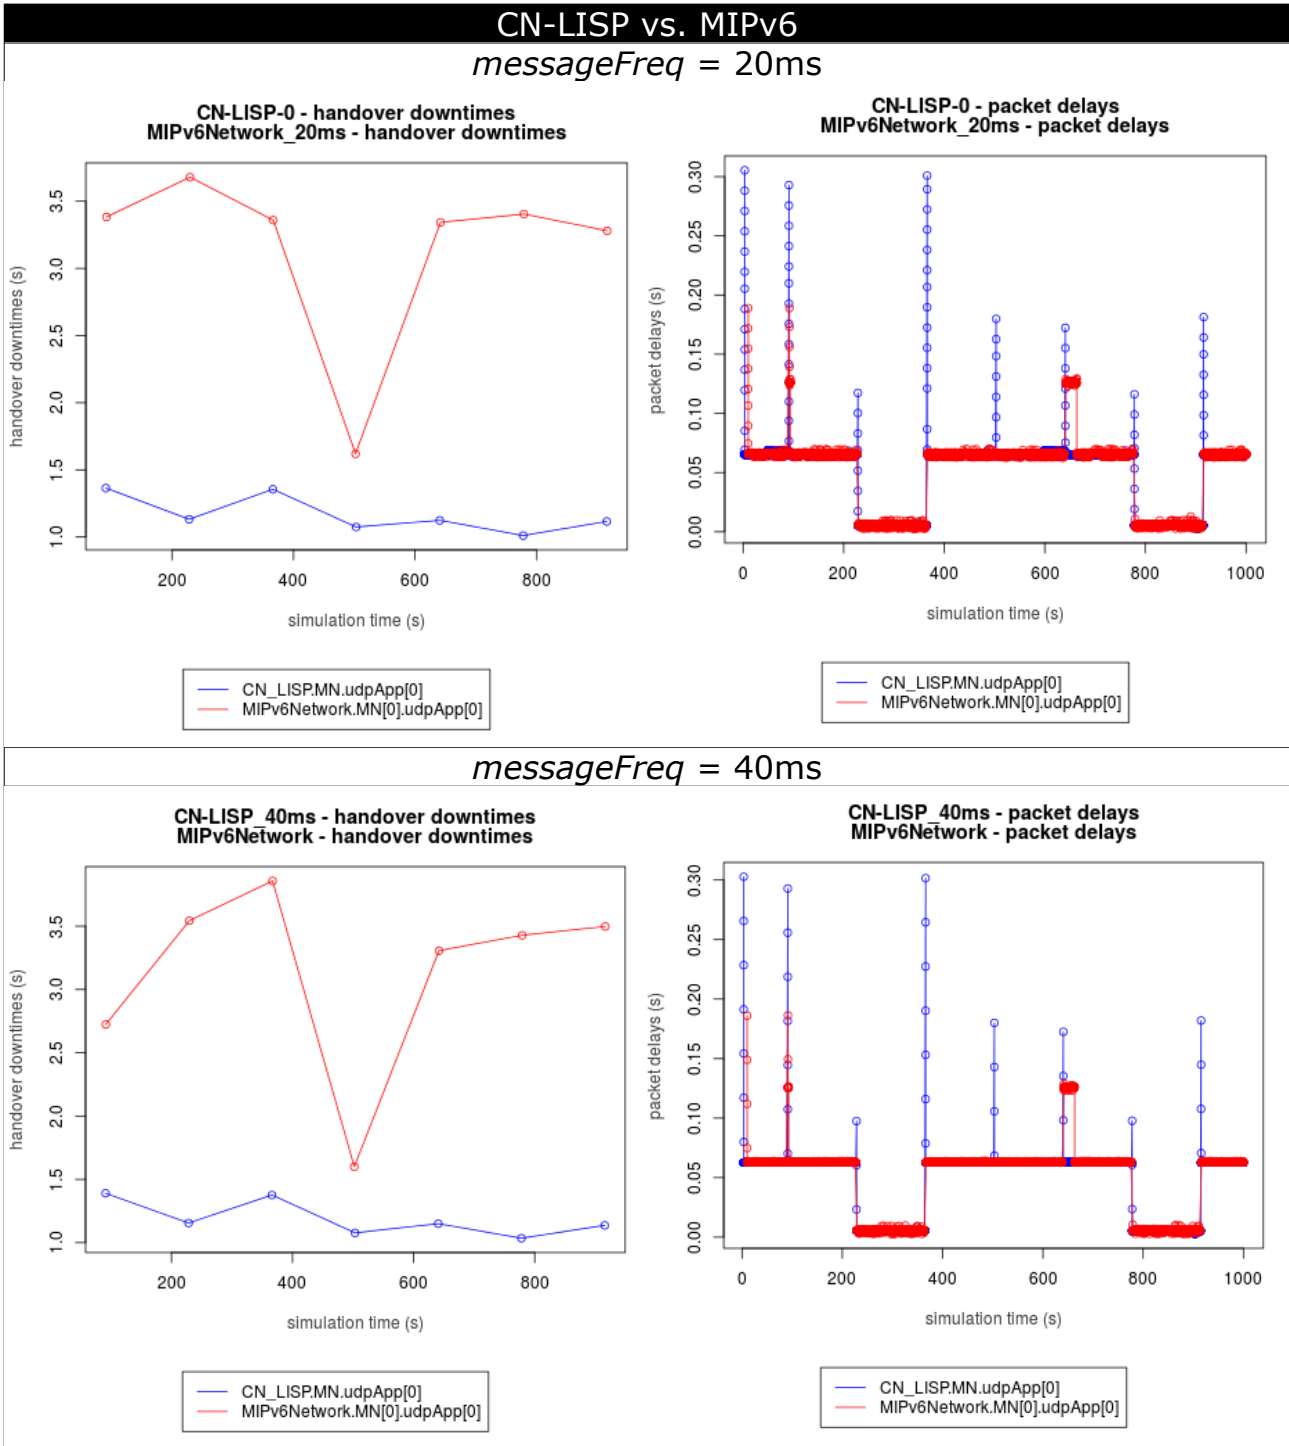 CN-LISP vs. MIPv6
messageFreq = 20ms
CN-LISP-0 - handover downtimes
MIPv6Network_20ms - handover downtimes
handover downtimes (s)
1.0
1.5
2.0
2.5
3.0
3.5
200
400
600
800
simulation time (s)
CN_LISP.MN.udpApp[0]
MIPv6Network.MN[0].udpApp[0]
CN-LISP-0 - packet delays
MIPv6Network_20ms - packet delays
packet delays (s)
0.00
0.05
0.10
0.15
0.20
0.25
0.30
0
200
400
600
800
1000
simulation time (s)
CN_LISP.MN.udpApp[0]
MIPv6Network.MN[0].udpApp[0]
messageFreq = 40ms
CN-LISP_40ms - handover downtimes
MIPv6Network - handover downtimes
handover downtimes (s)
1.0
1.5
2.0
2.5
3.0
3.5
200
400
600
800
simulation time (s)
CN_LISP.MN.udpApp[0]
MIPv6Network.MN[0].udpApp[0]
CN-LISP_40ms - packet delays
MIPv6Network - packet delays
packet delays (s)
0.00
0.05
0.10
0.15
0.20
0.25
0.30
0
200
400
600
800
1000
simulation time (s)
CN_LISP.MN.udpApp[0]
MIPv6Network.MN[0].udpApp[0]